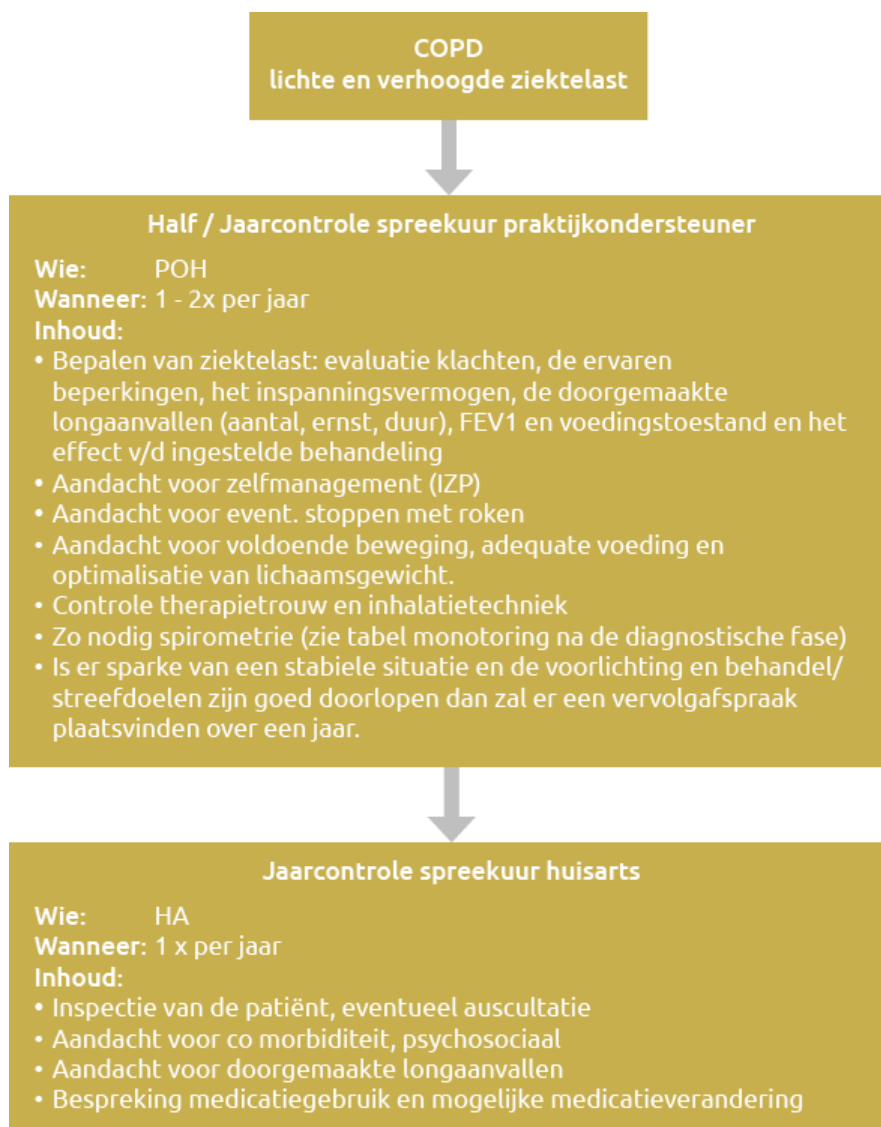 COPD
lichte en verhoogde ziektelast
Half / Jaarcontrole spreekuur praktijkondersteuner
Wie: POH
Wanneer: 1 - 2x per jaar
Inhoud:
• Bepalen van ziektelast: evaluatie klachten, de ervaren
beperkingen, het inspanningsvermogen, de doorgemaakte
longaanvallen (aantal, ernst, duur), FEV1 en voedingstoestand en het
effect v/d ingestelde behandeling
• Aandacht voor zelfmanagement (IZP)
• Aandacht voor event. stoppen met roken
• Aandacht voor voldoende beweging, adequate voeding en
optimalisatie van lichaamsgewicht.
• Controle therapietrouw en inhalatietechniek
• Zo nodig spirometrie (zie tabel monotoring na de diagnostische fase)
• Is er sparke van een stabiele situatie en de voorlichting en behandel/
streefdoelen zijn goed doorlopen dan zal er een vervolgafspraak
plaatsvinden over een jaar.
Jaarcontrole spreekuur huisarts
Wie: HA
Wanneer: 1 x per jaar
Inhoud:
• Inspectie van de patiënt, eventueel auscultatie
• Aandacht voor co morbiditeit, psychosociaal
• Aandacht voor doorgemaakte longaanvallen
• Bespreking medicatiegebruik en mogelijke medicatieverandering